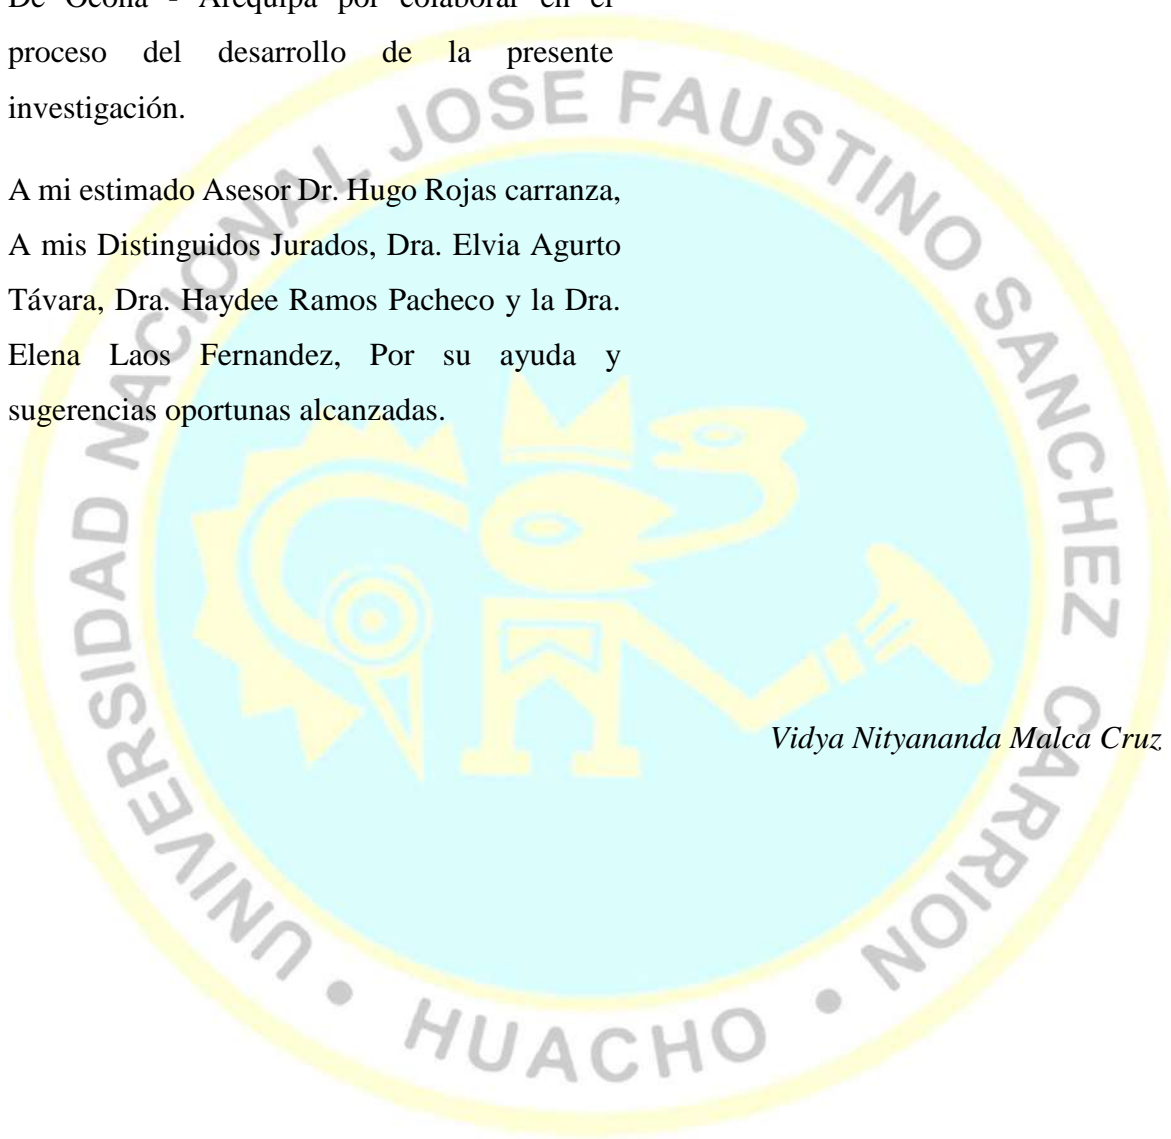 De Ocoña - Arequipa por colaborar en el
proceso del desarrollo de la presente
investigación.
A mi estimado Asesor Dr. Hugo Rojas carranza,
A mis Distinguidos Jurados, Dra. Elvia Agurto
Távara, Dra. Haydee Ramos Pacheco y la Dra.
Elena Laos Fernandez, Por su ayuda y
sugerencias oportunas alcanzadas.
Vidya Nityananda Malca Cruz
UNIVERSIDAD NACIONAL JOSE FAUSTINO SANCHEZ CARRION • HUACHO •